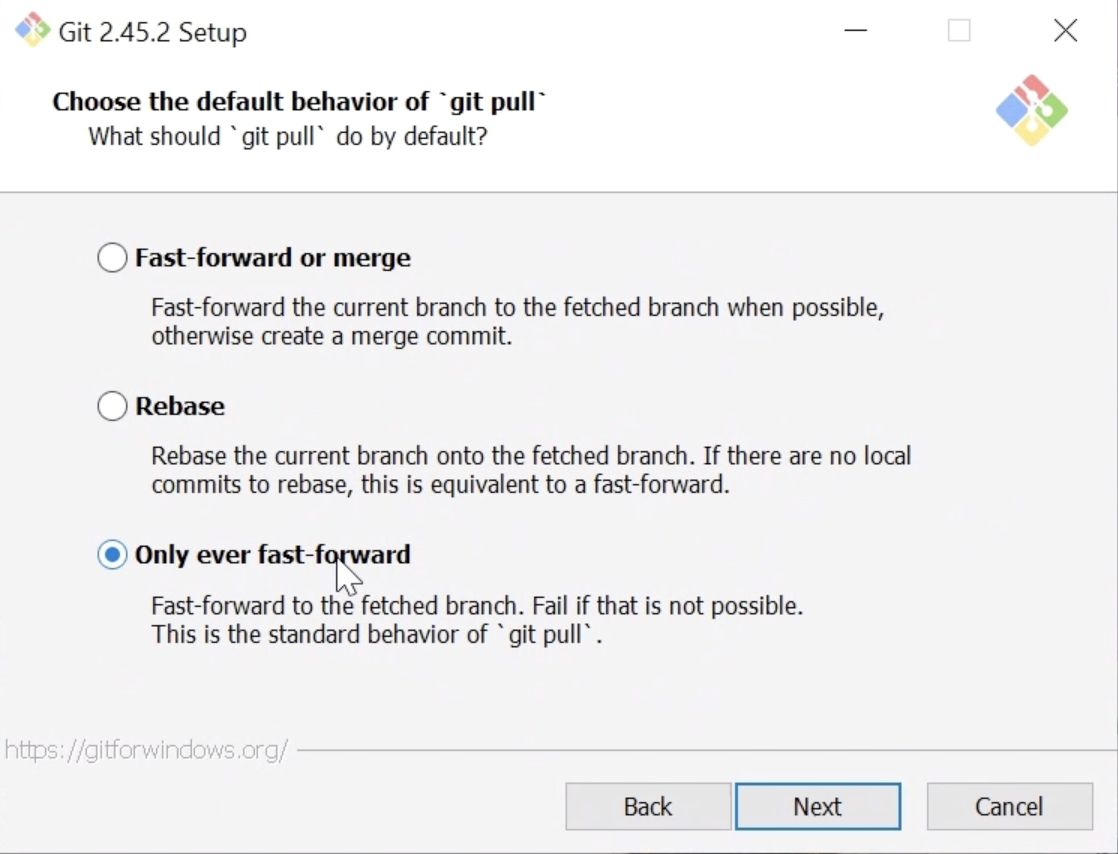 Git 2.45.2 Setup
Choose the default behavior of `git pull`
What should `git pull` do by default?
Fast-forward or merge
Fast-forward the current branch to the fetched branch when possible,
otherwise create a merge commit.
Rebase
Rebase the current branch onto the fetched branch. If there are no local
commits to rebase, this is equivalent to a fast-forward.
Only ever fast-forward
Fast-forward to the fetched branch. Fail if that is not possible.
This is the standard behavior of `git pull`.
https://gitforwindows.org/
Back
Next
Cancel